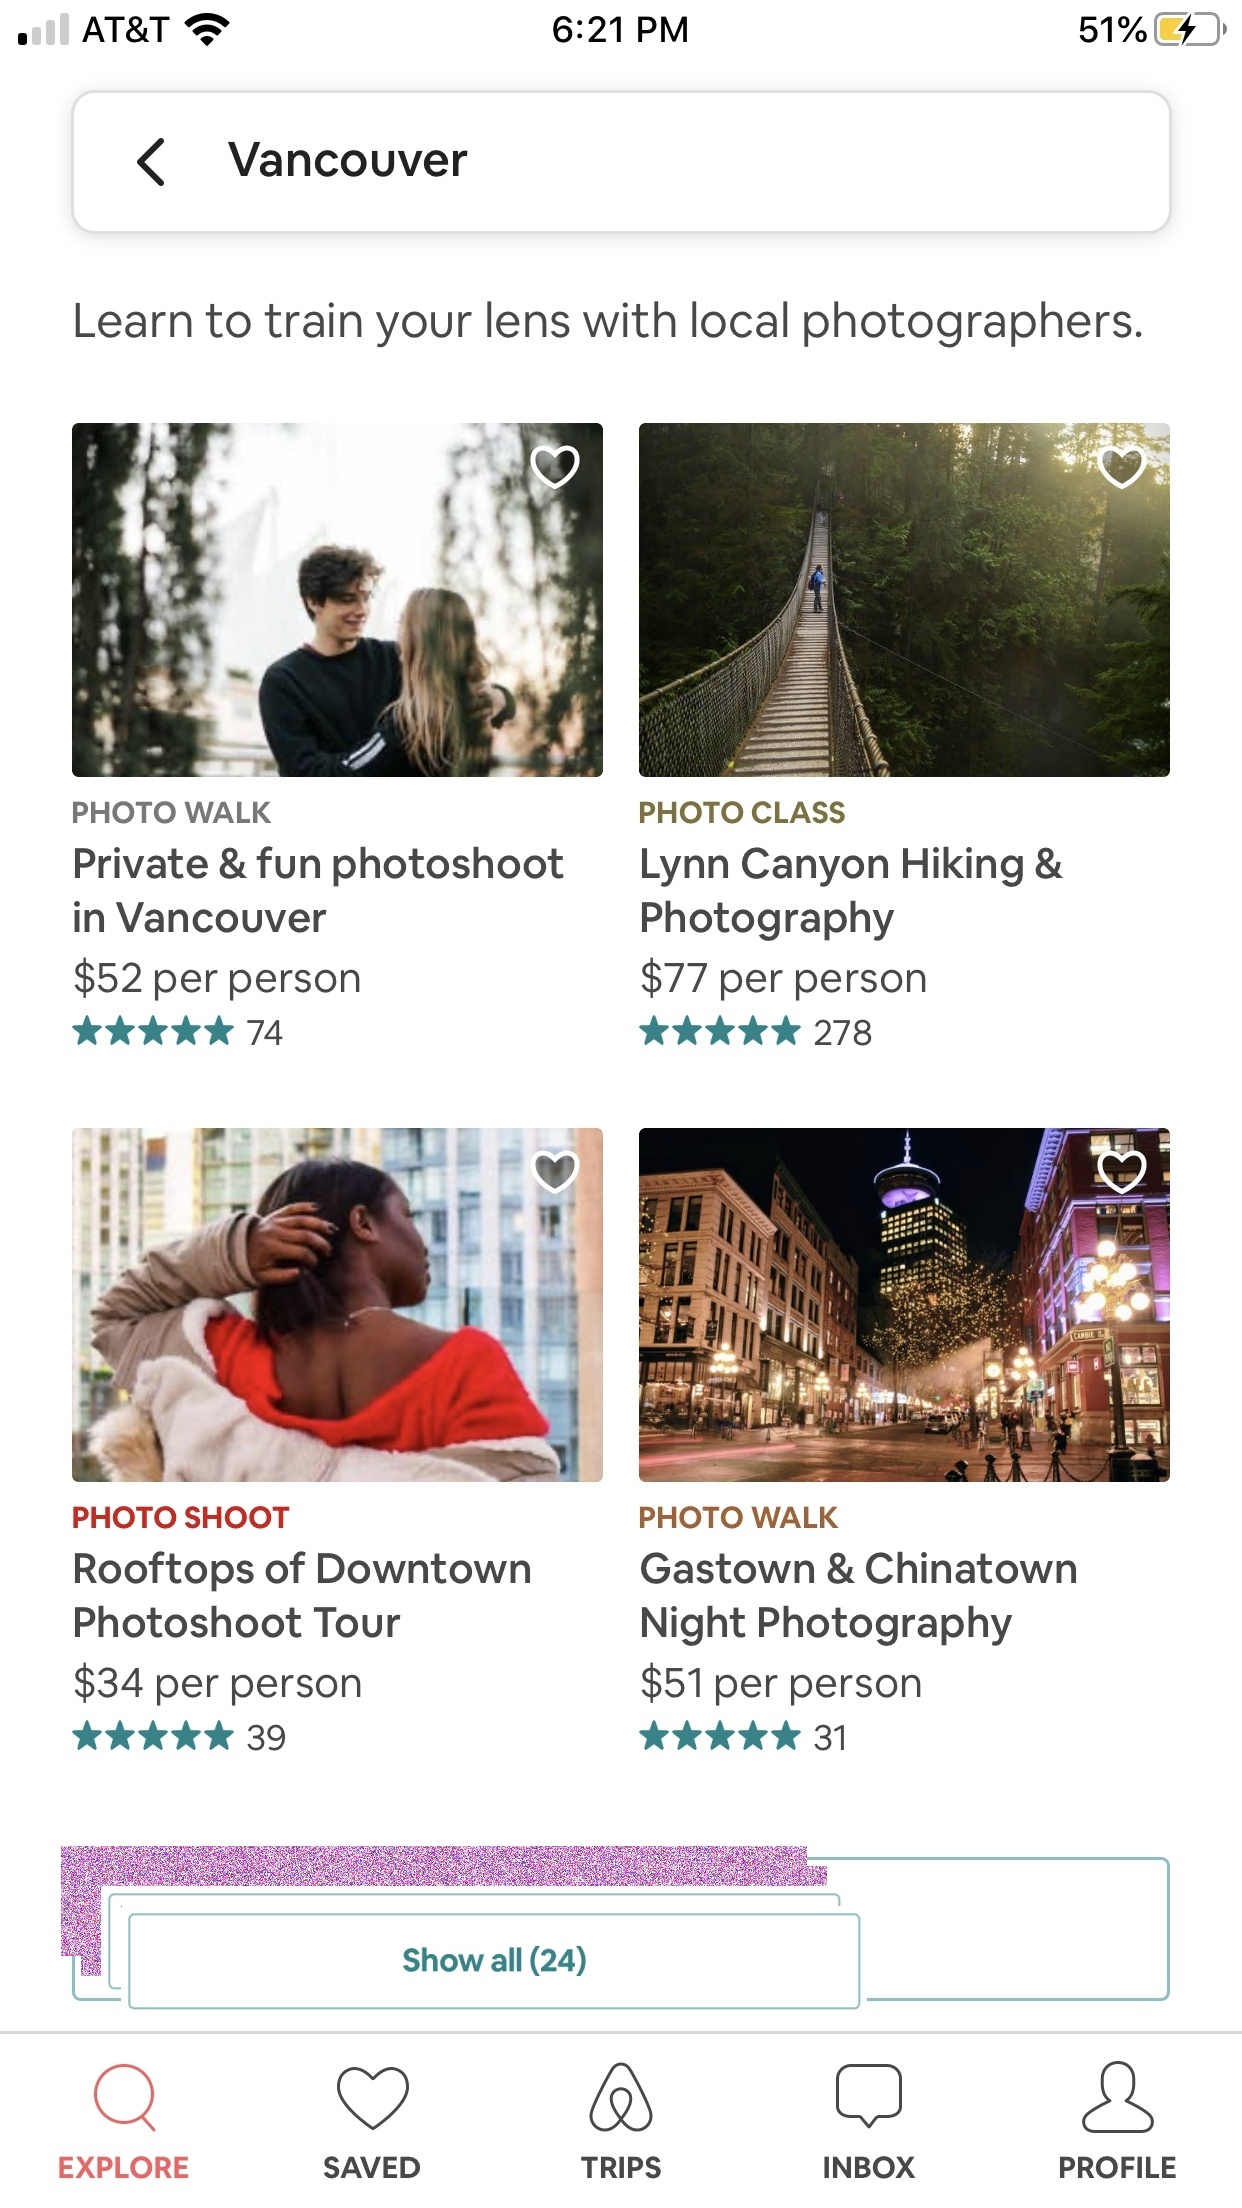 AT&T 6:21 PM 51%
Vancouver
Learn to train your lens with local photographers.
PHOTO WALK
Private & fun photoshoot
in Vancouver
$52 per person
74
PHOTO CLASS
Lynn Canyon Hiking &
Photography
$77 per person
278
PHOTO SHOOT
Rooftops of Downtown
Photoshoot Tour
$34 per person
39
CAMBIE
PHOTO WALK
Gastown & Chinatown
Night Photography
$51 per person
31
Show all (24)
EXPLORE SAVED TRIPS INBOX PROFILE